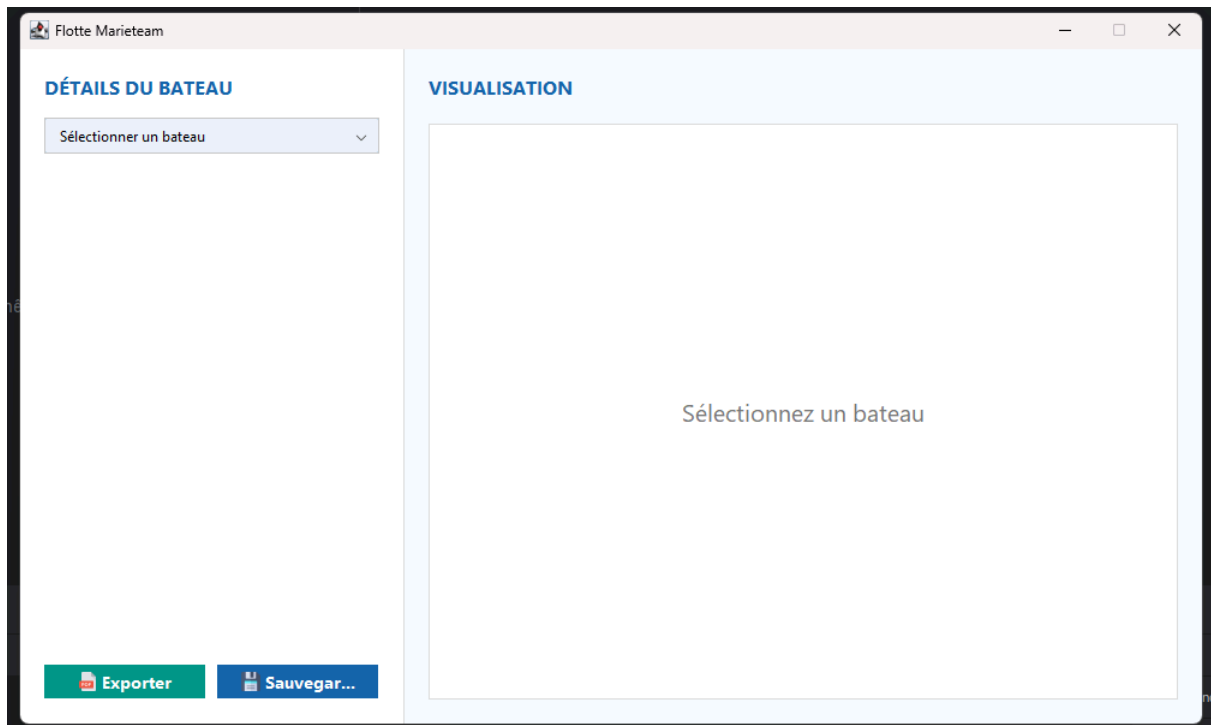 Flotte Marieteam
DÉTAILS DU BATEAU
Sélectionner un bateau
VISUALISATION
Sélectionnez un bateau
Exporter
Sauvegar...